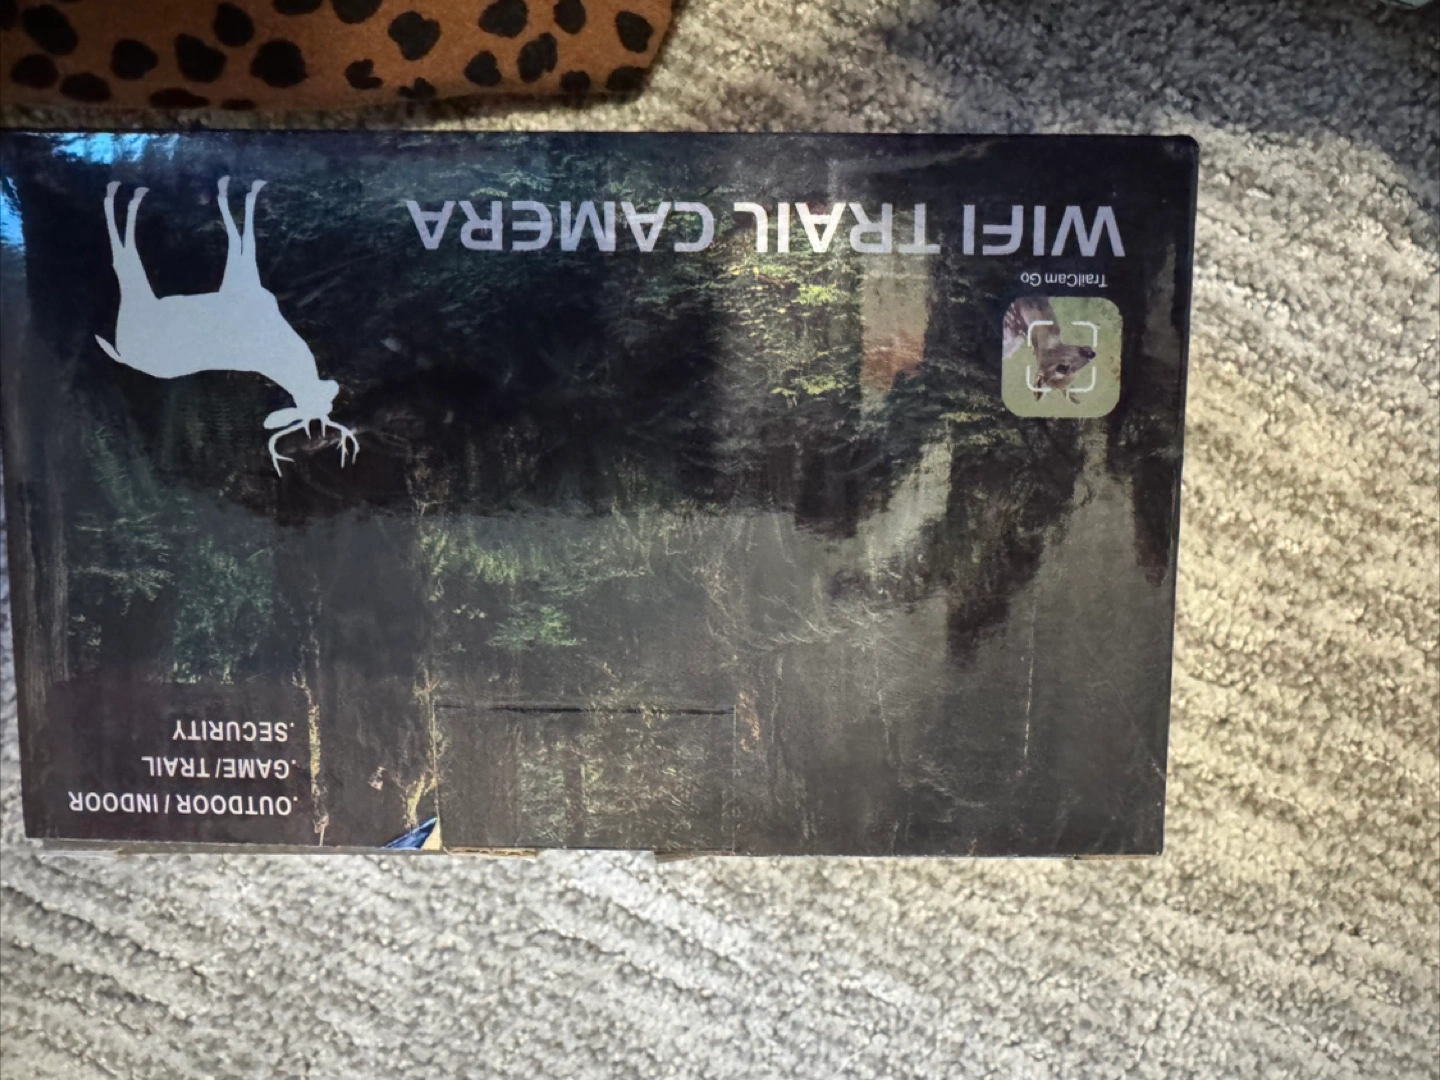 WIFI TRAIL CAMERA
TrailCam Go
.OUTDOOR / INDOOR
.GAME / TRAIL
.SECURITY